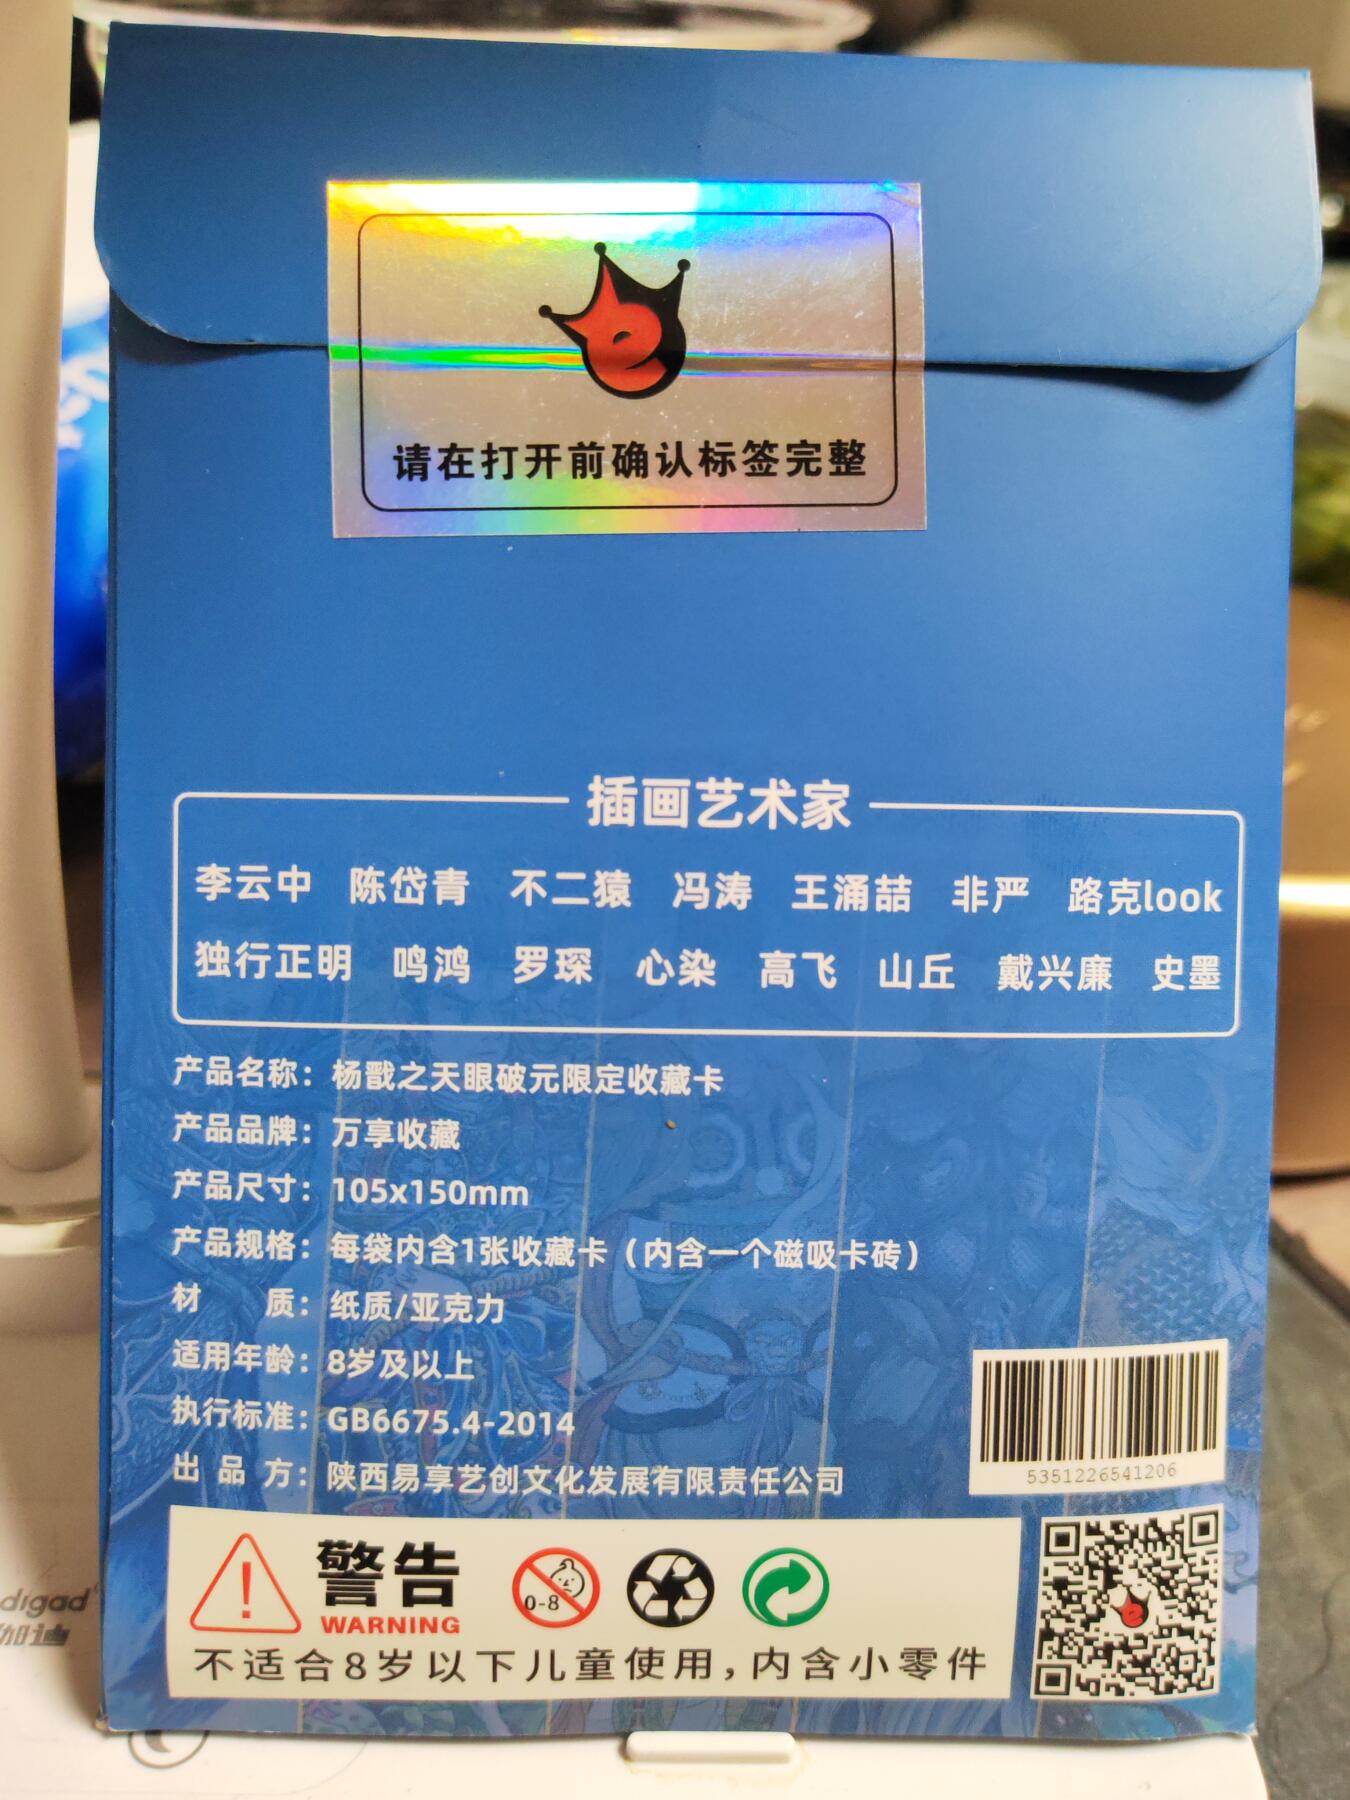 请在打开前确认标签完整
插画艺术家
李云中 陈岱青 不二猿 冯涛 王涌喆 非严 路克look
独行正明 鸣鸿 罗琛 心染 高飞 山丘 戴兴廉 史墨
产品名称：杨戬之天眼破元限定收藏卡
产品品牌：万享收藏
产品尺寸：105x150mm
产品规格：每袋内含1张收藏卡（内含一个磁吸卡砖）
材 质：纸质/亚克力
适用年龄：8岁及以上
执行标准：GB6675.4-2014
出 品 方：陕西易享艺创文化发展有限责任公司
5351226541206
警告
WARNING
0-8
不适合8岁以下儿童使用，内含小零件
digad